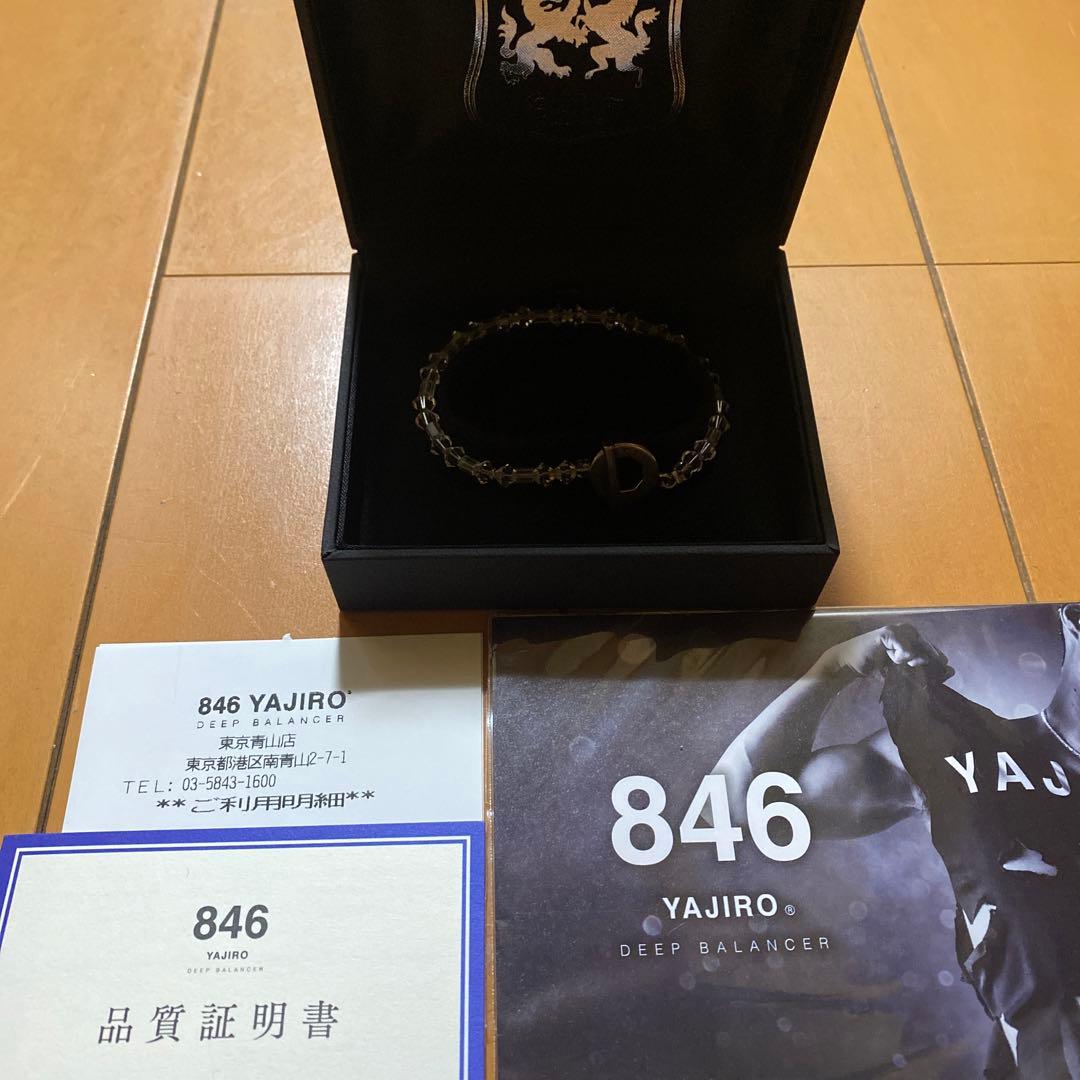 846 YAJIRO®
DEEP BALANCER
東京青山店
東京都港区南青山2-7-1
TEL: 03-5843-1600
**ご利用明細**
846
YAJIRO
DEEP BALANCER
品質証明書
846
YAJIRO®
DEEP BALANCER
YAJ